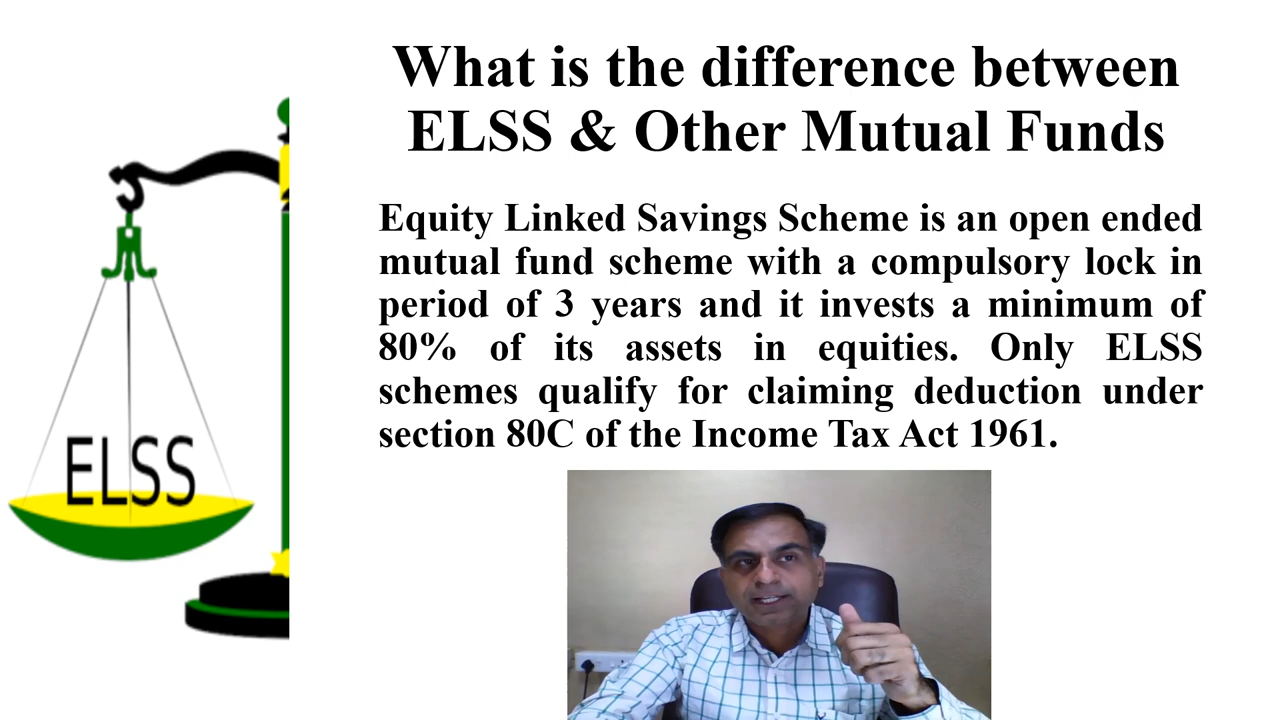 What is the difference between
ELSS & Other Mutual Funds
Equity Linked Savings Scheme is an open ended
mutual fund scheme with a compulsory lock in
period of 3 years and it invests a minimum of
80% of its assets in equities. Only ELSS
schemes qualify for claiming deduction under
section 80C of the Income Tax Act 1961.
ELSS